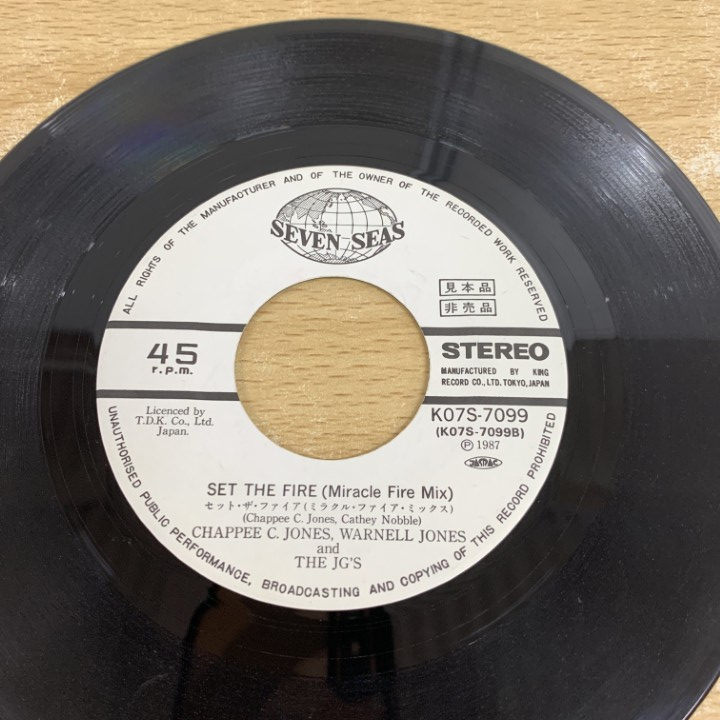 ALL RIGHTS OF THE MANUFACTURER AND OF THE OWNER OF THE RECORDED WORK RESERVED
SEVEN SEAS
見本品
非売品
45
r.p.m.
STEREO
MANUFACTURED BY KING
RECORD CO., LTD. TOKYO, JAPAN
Licenced by
T.D.K. Co., Ltd.
Japan.
K07S-7099
(K07S-7099B)
Ⓟ 1987
JASRAC
SET THE FIRE (Miracle Fire Mix)
セット・ザ・ファイア(ミラクル・ファイア・ミックス)
(Chappee C. Jones, Cathey Nobble)
CHAPPEE C. JONES, WARNELL JONES
and
THE JG'S
UNAUTHORISED PUBLIC PERFORMANCE, BROADCASTING AND COPYING OF THIS RECORD PROHIBITED